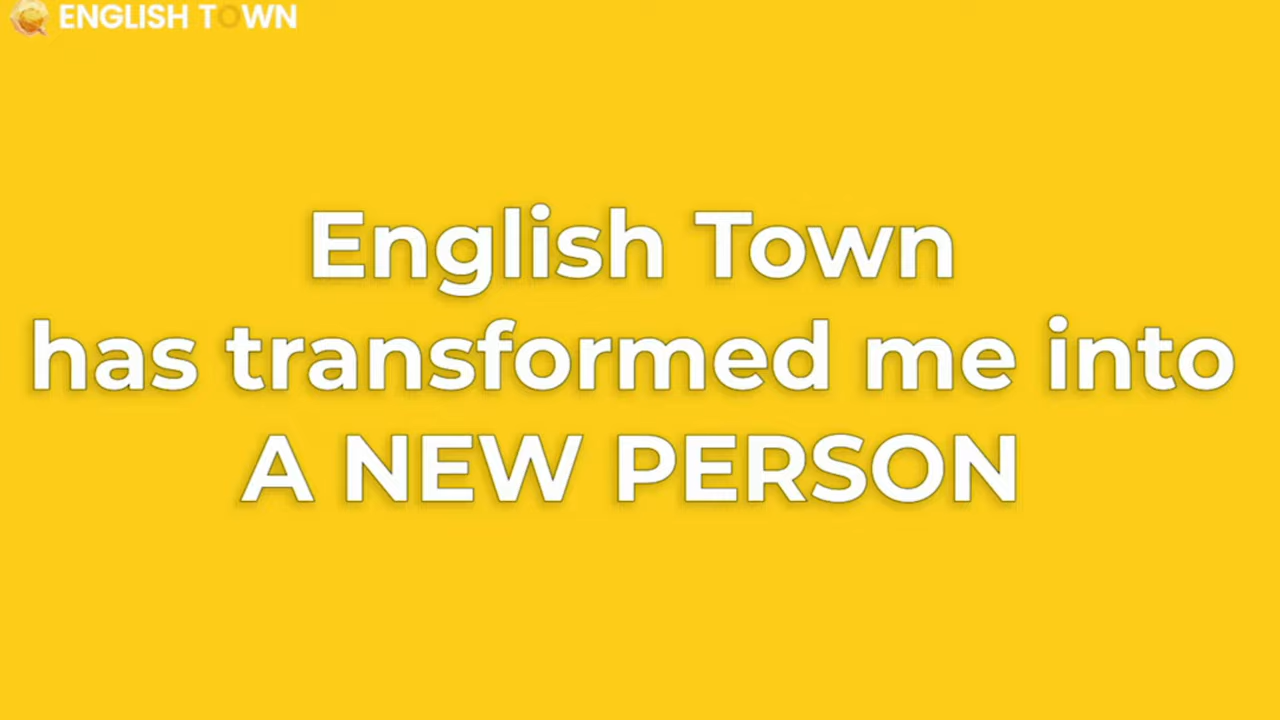 ENGLISH TOWN
English Town
has transformed me into
A NEW PERSON